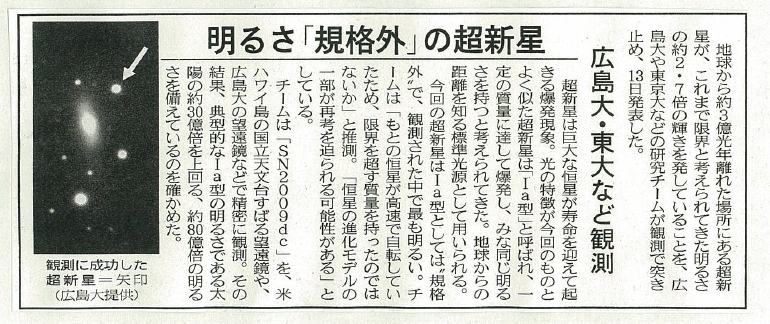 明るさ「規格外」の超新星
広島大・東大など観測
地球から約3億光年離れた場所にある超新
星が、これまで限界と考えられてきた明るさ
の約2・7倍の輝きを発していることを、広
島大や東京大などの研究チームが観測で突き
止め、13日発表した。
超新星は巨大な恒星が寿命を迎えて起
きる爆発現象。光の特徴が今回のものと
よく似た超新星は「Ⅰa型」と呼ばれ、一
定の質量に達して爆発し、みな同じ明る
さを持つと考えられてきた。地球からの
距離を知る標準光源として用いられる。
今回の超新星はⅠa型としては〝規格
外〟で、観測された中で最も明るい。チ
ームは「もとの恒星が高速で自転してい
たため、限界を超す質量を持ったのでは
ないか」と推測。「恒星の進化モデルの
一部が再考を迫られる可能性がある」と
している。
チームは「SN2009dc」を、米
ハワイ島の国立天文台すばる望遠鏡や、
広島大の望遠鏡などで精密に観測。その
結果、典型的なⅠa型の明るさである太
陽の約30億倍を上回る、約80億倍の明る
さを備えているのを確かめた。
観測に成功した
超新星＝矢印
（広島大提供）